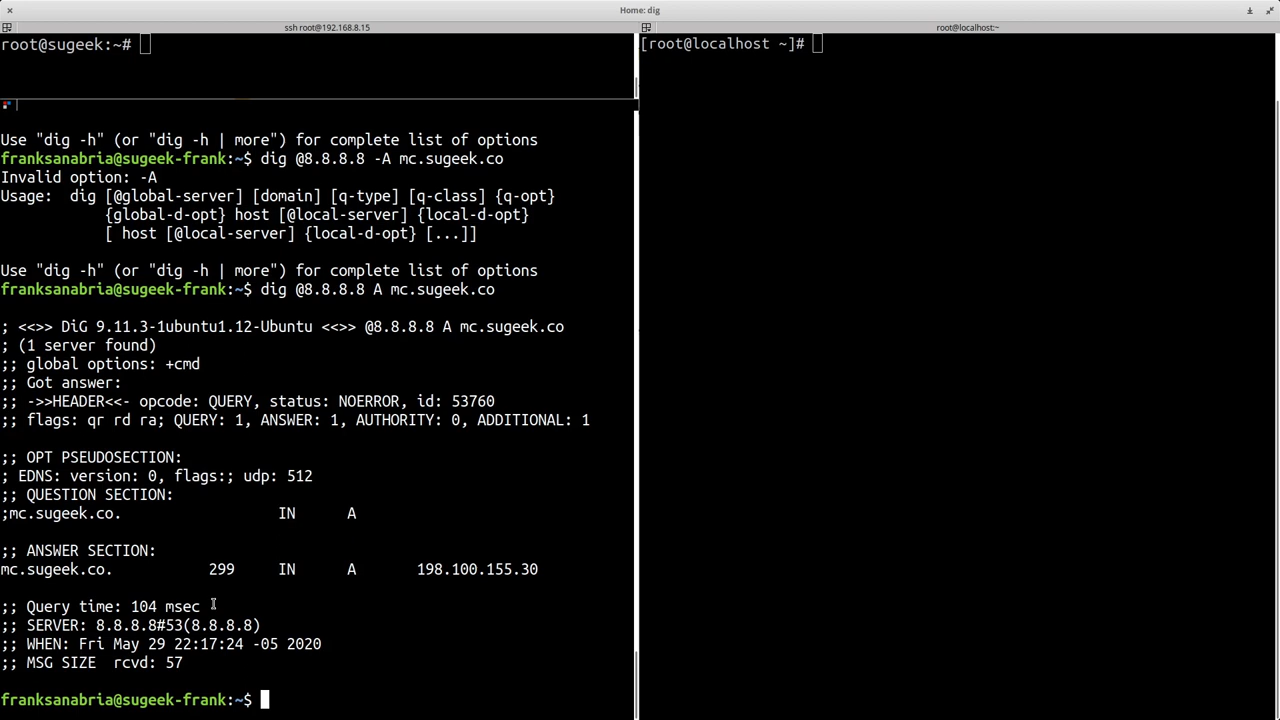 Home: dig
ssh root@192.168.8.15
root@sugeek:~#
Use "dig -h" (or "dig -h | more") for complete list of options
franksanabria@sugeek-frank:~$ dig @8.8.8.8 -A mc.sugeek.co
Invalid option: -A
Usage:  dig [@global-server] [domain] [q-type] [q-class] {q-opt}
            {global-d-opt} host [@local-server] {local-d-opt}
            [ host [@local-server] {local-d-opt} [...]]
Use "dig -h" (or "dig -h | more") for complete list of options
franksanabria@sugeek-frank:~$ dig @8.8.8.8 A mc.sugeek.co
; <<>> DiG 9.11.3-1ubuntu1.12-Ubuntu <<>> @8.8.8.8 A mc.sugeek.co
; (1 server found)
;; global options: +cmd
;; Got answer:
;; ->>HEADER<<- opcode: QUERY, status: NOERROR, id: 53760
;; flags: qr rd ra; QUERY: 1, ANSWER: 1, AUTHORITY: 0, ADDITIONAL: 1
;; OPT PSEUDOSECTION:
; EDNS: version: 0, flags:; udp: 512
;; QUESTION SECTION:
;mc.sugeek.co.                  IN      A
;; ANSWER SECTION:
mc.sugeek.co.           299     IN      A       198.100.155.30
;; Query time: 104 msec
;; SERVER: 8.8.8.8#53(8.8.8.8)
;; WHEN: Fri May 29 22:17:24 -05 2020
;; MSG SIZE  rcvd: 57
franksanabria@sugeek-frank:~$
root@localhost:~
[root@localhost ~]#